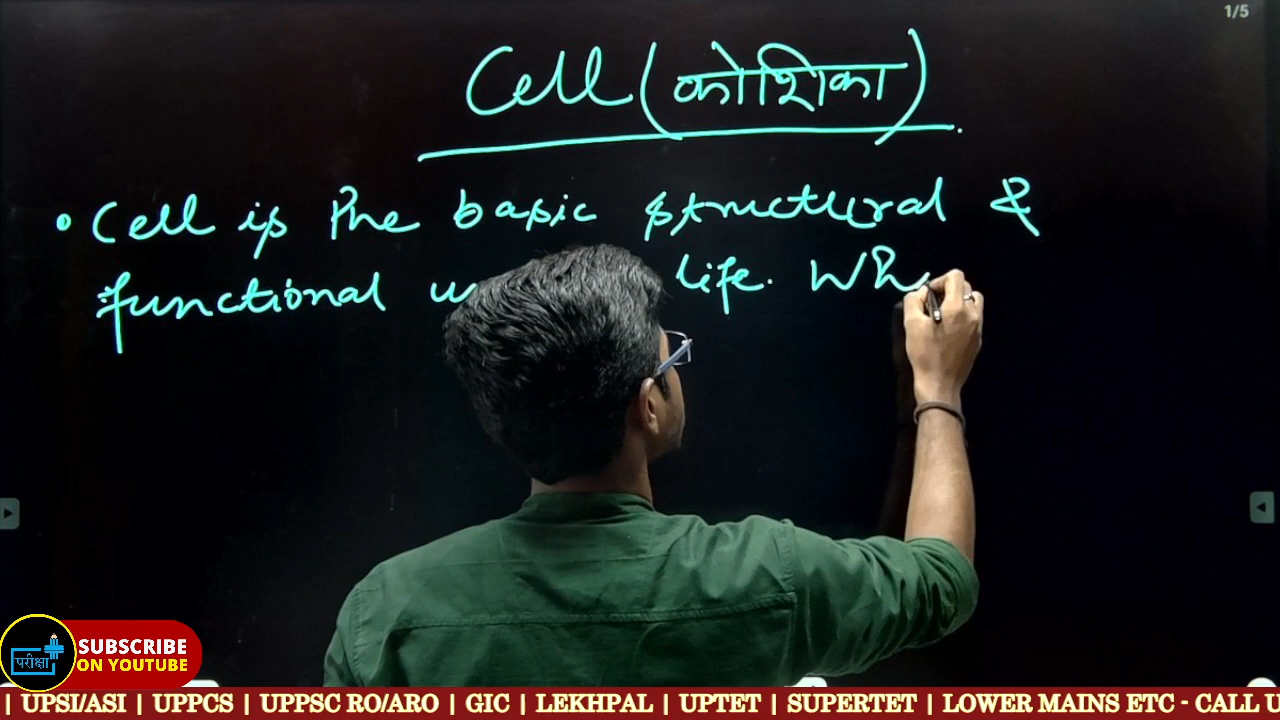 1/5
Cell (कोशिका)
• Cell is the basic structural &
functional life. Wh
परीक्षा
SUBSCRIBE
ON YOUTUBE
| UPSI/ASI | UPPCS | UPPSC RO/ARO | GIC | LEKHPAL | UPTET | SUPERTET | LOWER MAINS ETC - CALL U